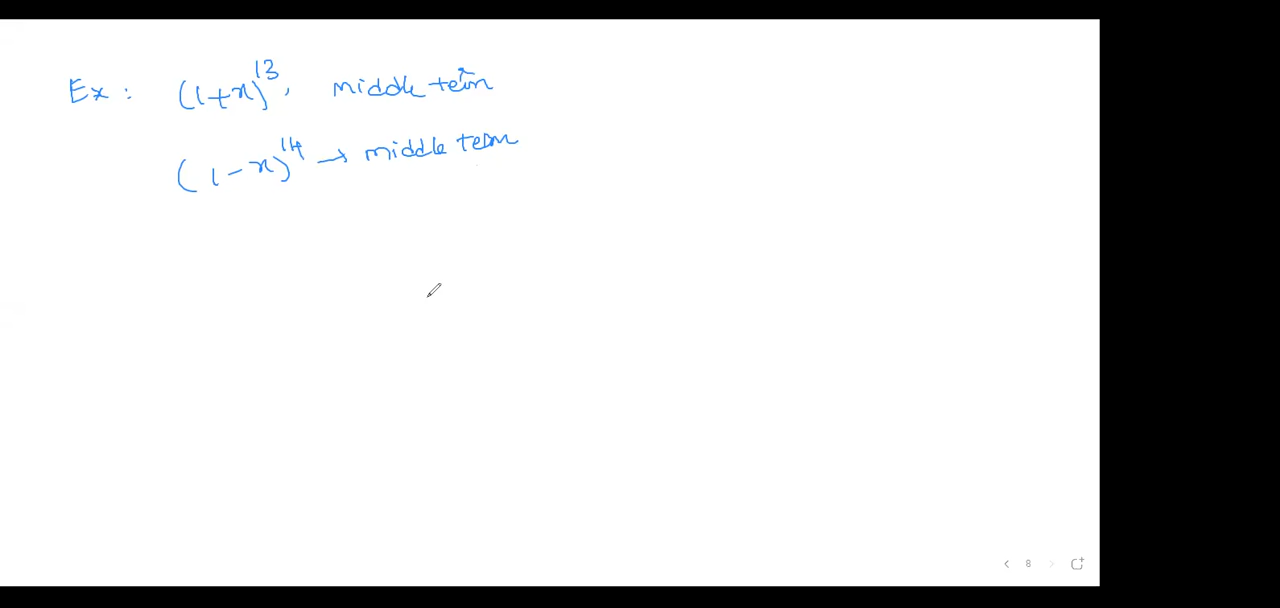 Ex : (1+x)^13, middle term
(1-x)^14 → middle term
8